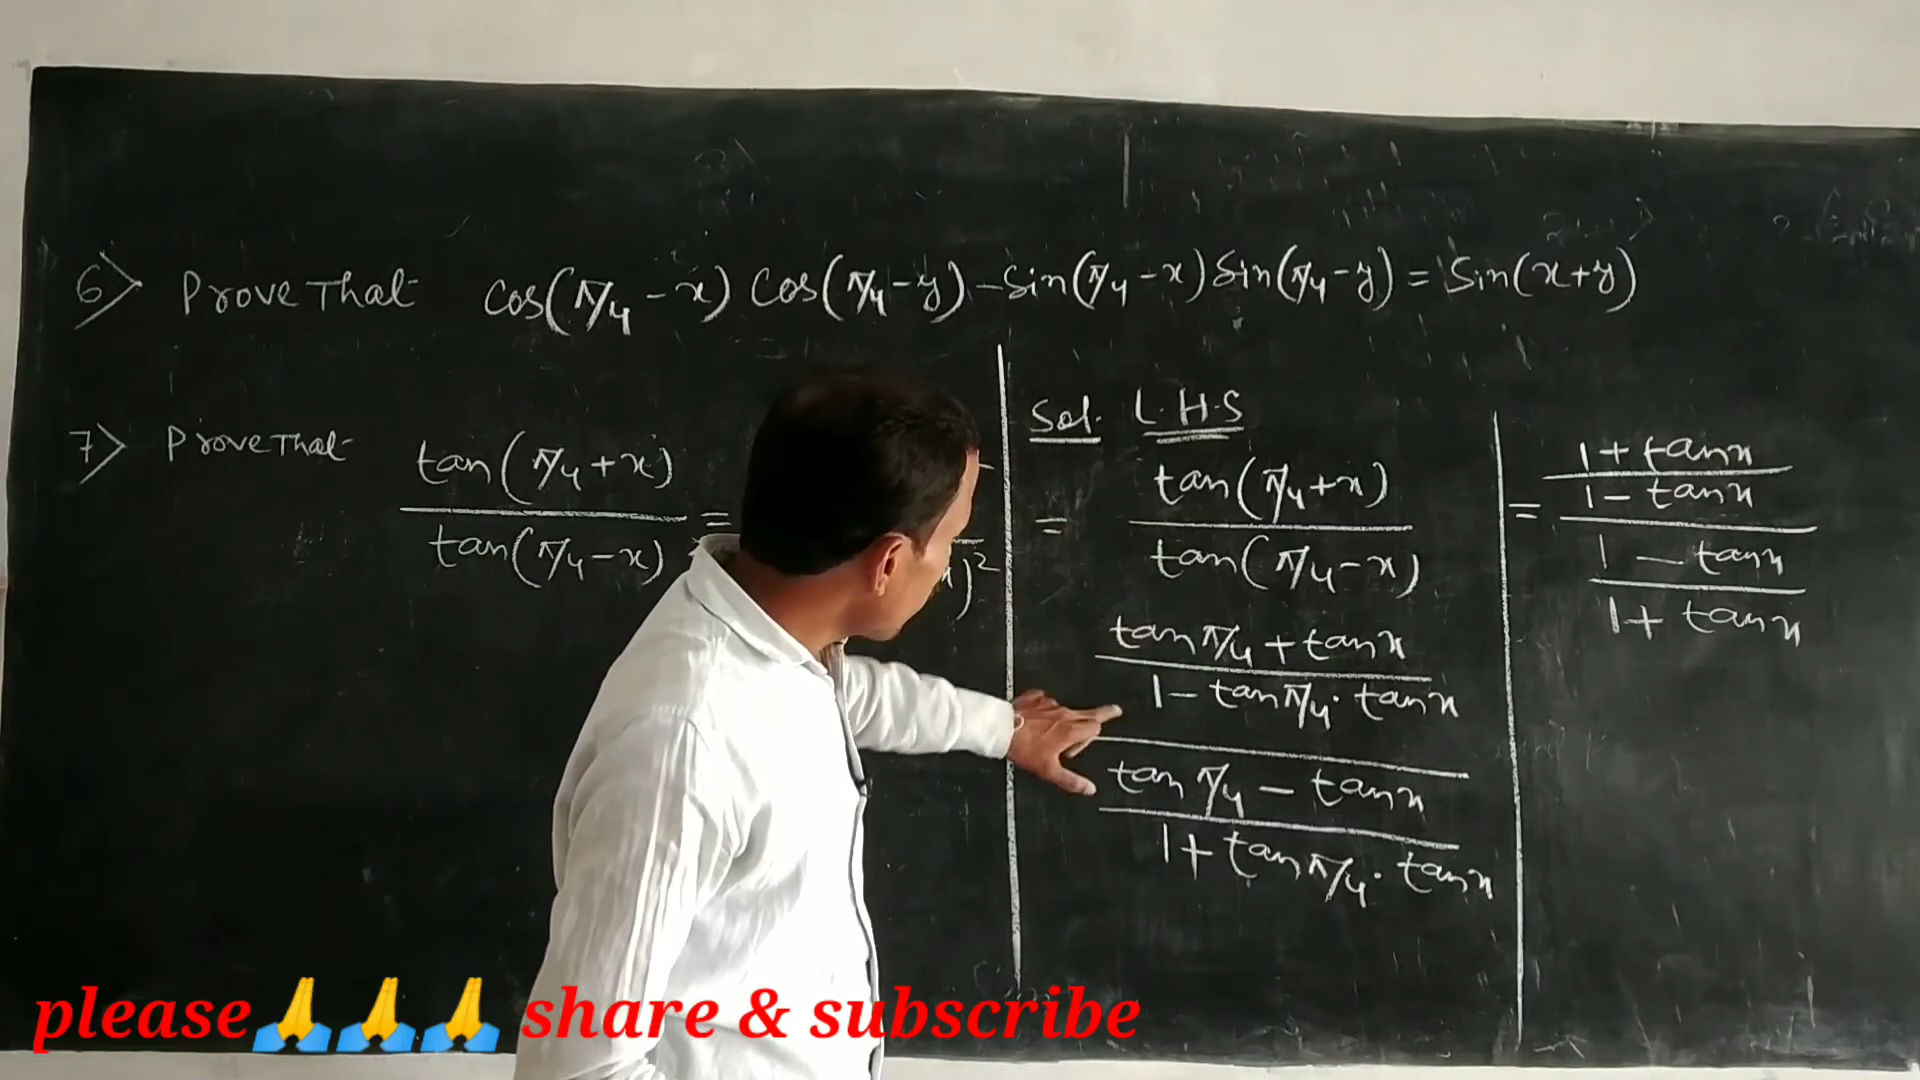 6> Prove That cos(π/4 - x) Cos(π/4 - y) - Sin(π/4 - x) Sin(π/4 - y) = Sin(x+y)
7> Prove That
tan(π/4 + x)
tan(π/4 - x)
=
)²
Sol. L.H.S
= tan(π/4 + x)
tan(π/4 - x)
tan π/4 + tan x
1 - tan π/4 . tan x
tan π/4 - tan x
1 + tan π/4 . tan x
1 + tan x
= 1 - tan x
1 - tan x
1 + tan x
please🙏🙏🙏 share & subscribe